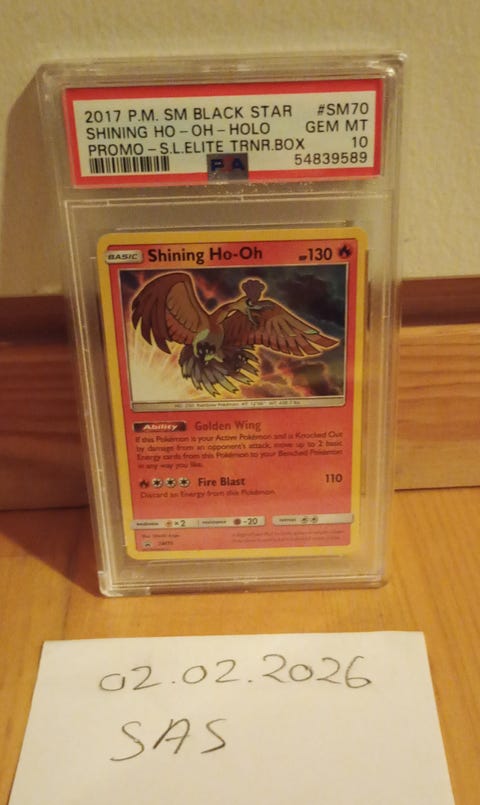 2017 P.M. SM BLACK STAR #SM70
SHINING HO-OH-HOLO GEM MT
PROMO-S.L.ELITE TRNR.BOX 10
54839589
BASIC Shining Ho-Oh HP 130
Ability Golden Wing
If this Pokémon is your Active Pokémon and is Knocked Out
by damage from an opponent's attack, move up to 2 basic
Energy cards from this Pokémon to your Benched Pokémon
in any way you like.
Fire Blast 110
Discard an Energy from this Pokémon.
×2 -20
SM70
02.02.2026
SAS